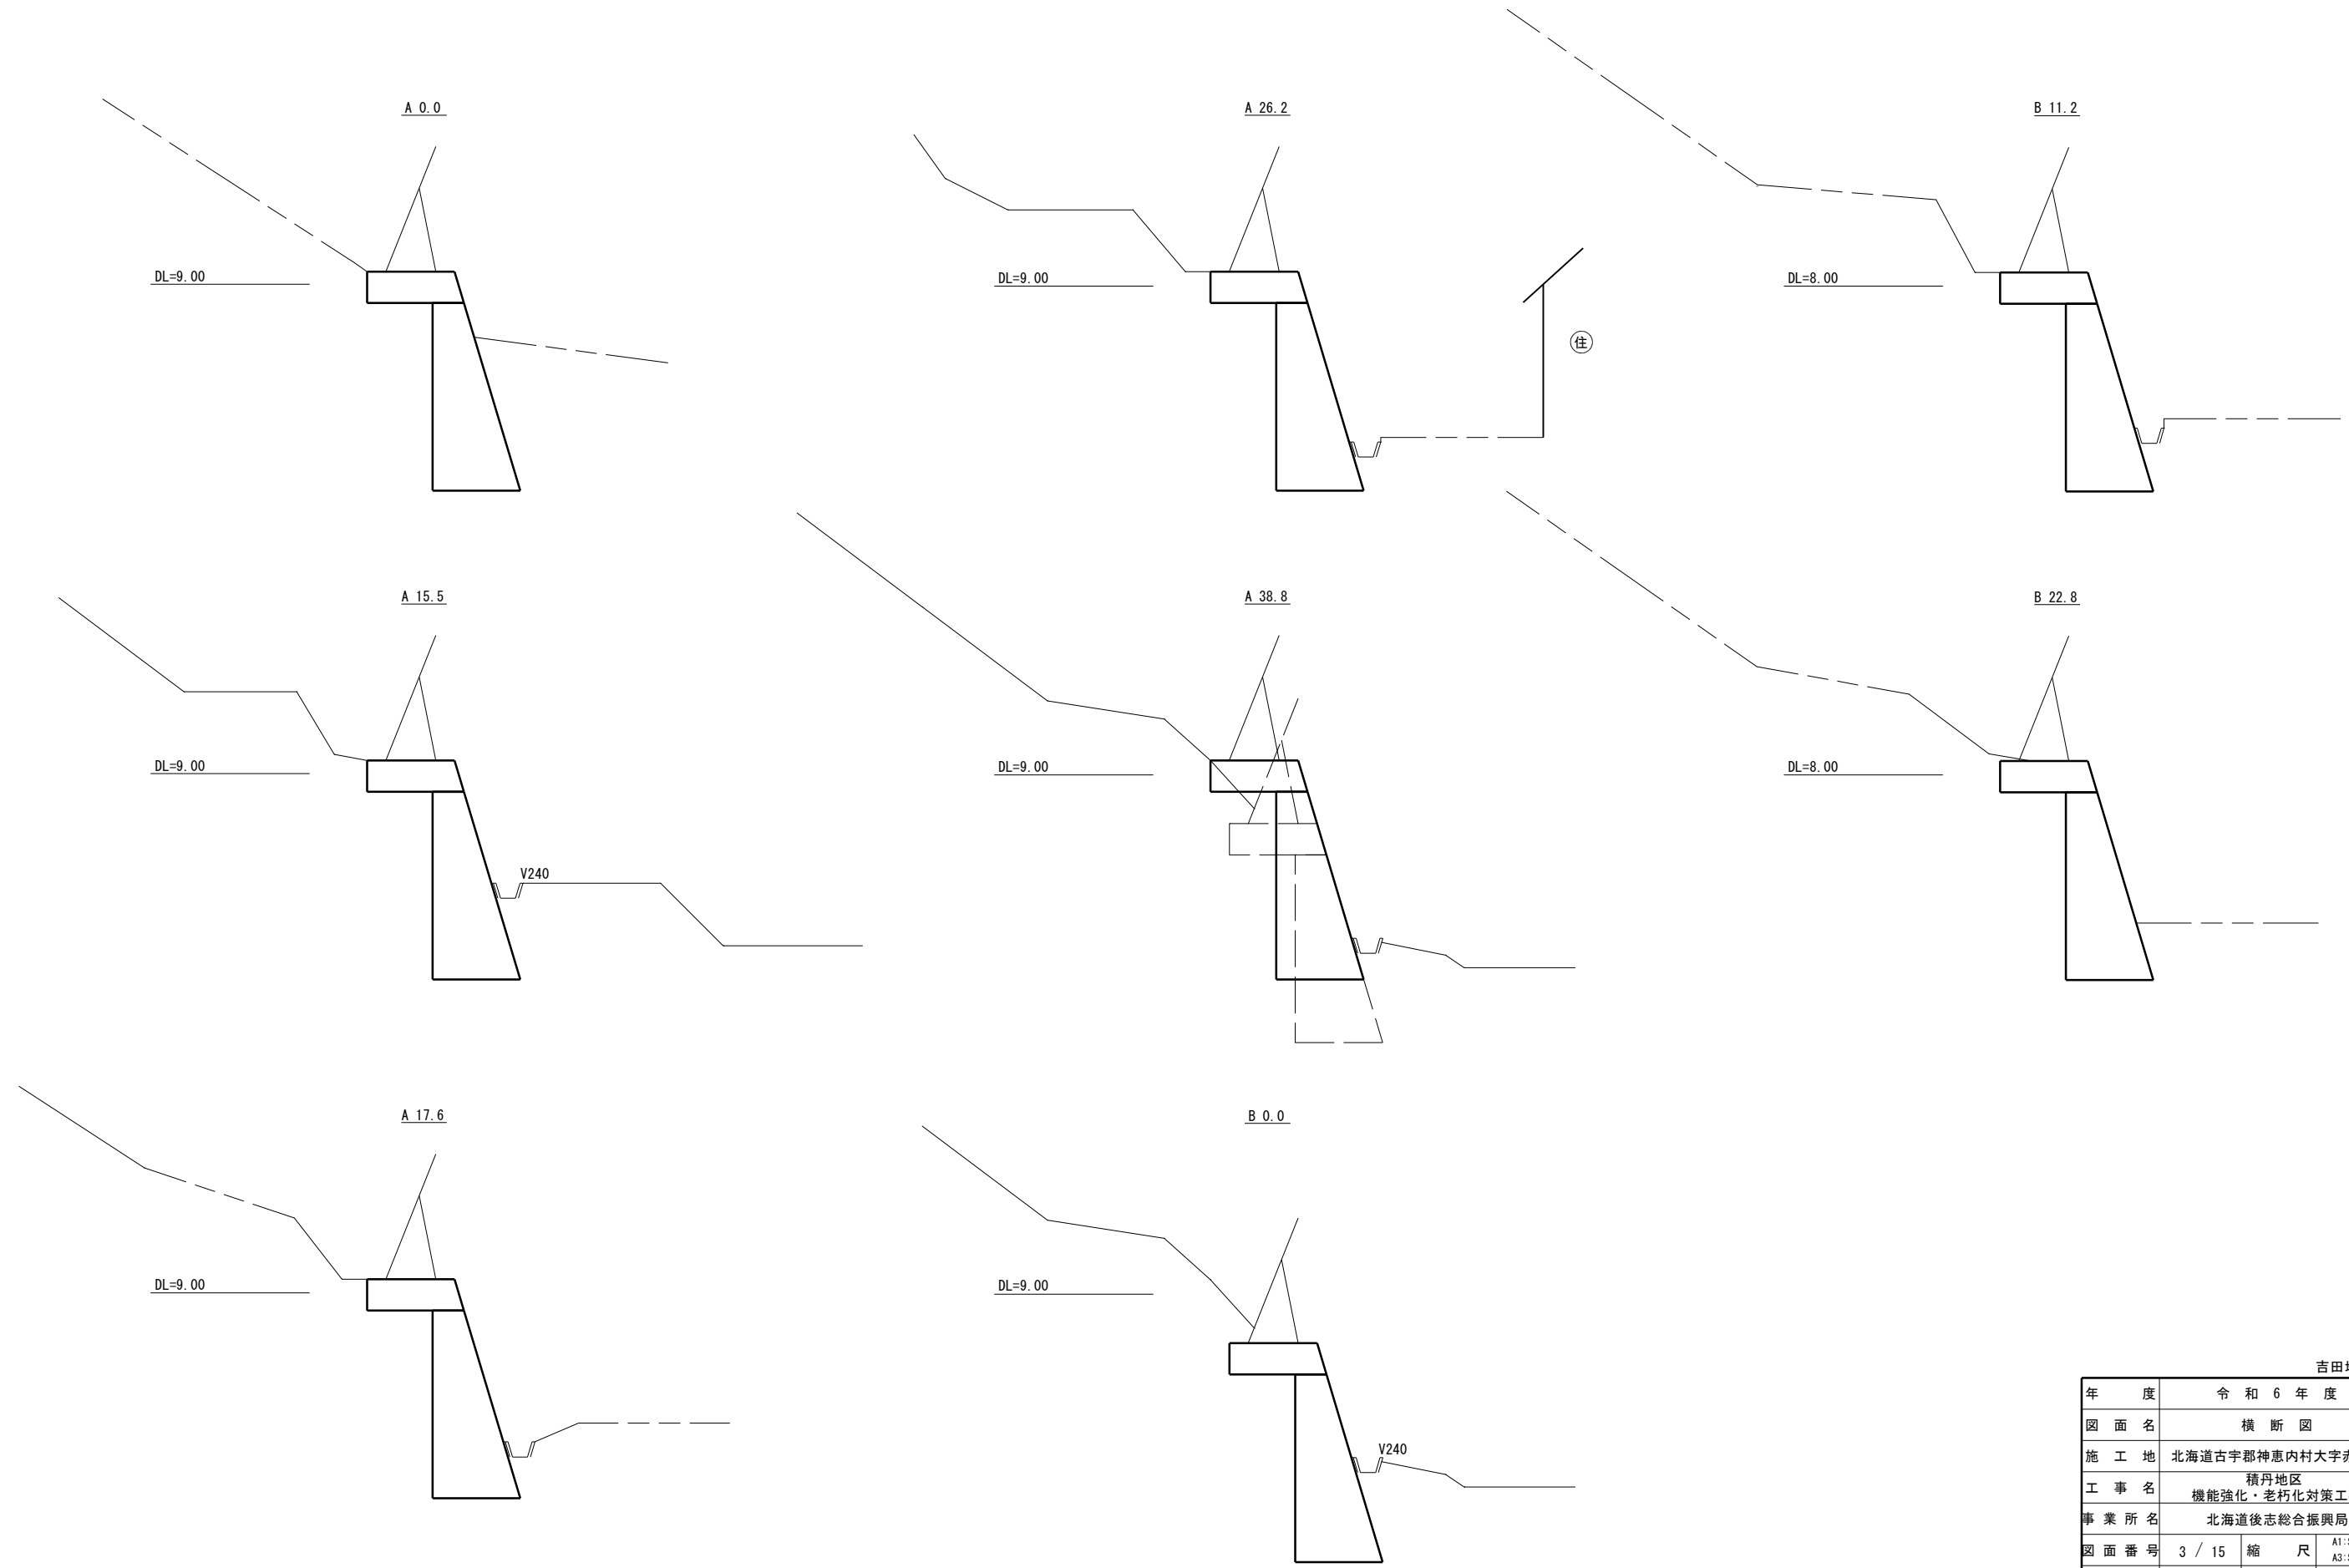 A 0.0
DL=9.00
A 26.2
DL=9.00
住
B 11.2
DL=8.00
A 15.5
DL=9.00
V240
A 38.8
DL=9.00
B 22.8
DL=8.00
A 17.6
DL=9.00
B 0.0
DL=9.00
V240
吉田
年 度 令 和 6 年 度
図 面 名 横 断 図
施 工 地 北海道古宇郡神恵内村大字
工 事 名 積丹地区
機能強化・老朽化対策工
事 業 所 名 北海道後志総合振興局
図 面 番 号 3 / 15 縮 尺 A1:
A3: